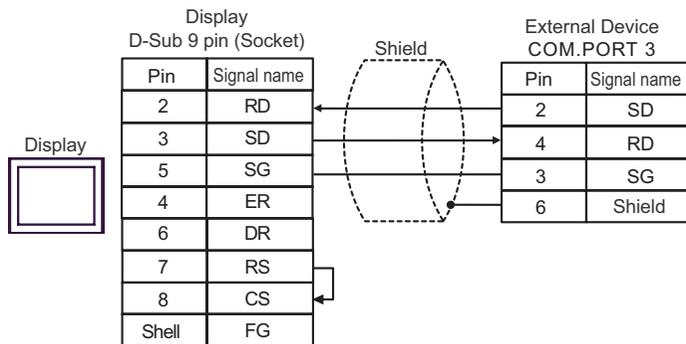 Display
D-Sub 9 pin (Socket)
Shield
External Device
COM.PORT 3
Display
Pin Signal name
2 RD
3 SD
5 SG
4 ER
6 DR
7 RS
8 CS
Shell FG
Pin Signal name
2 SD
4 RD
3 SG
6 Shield